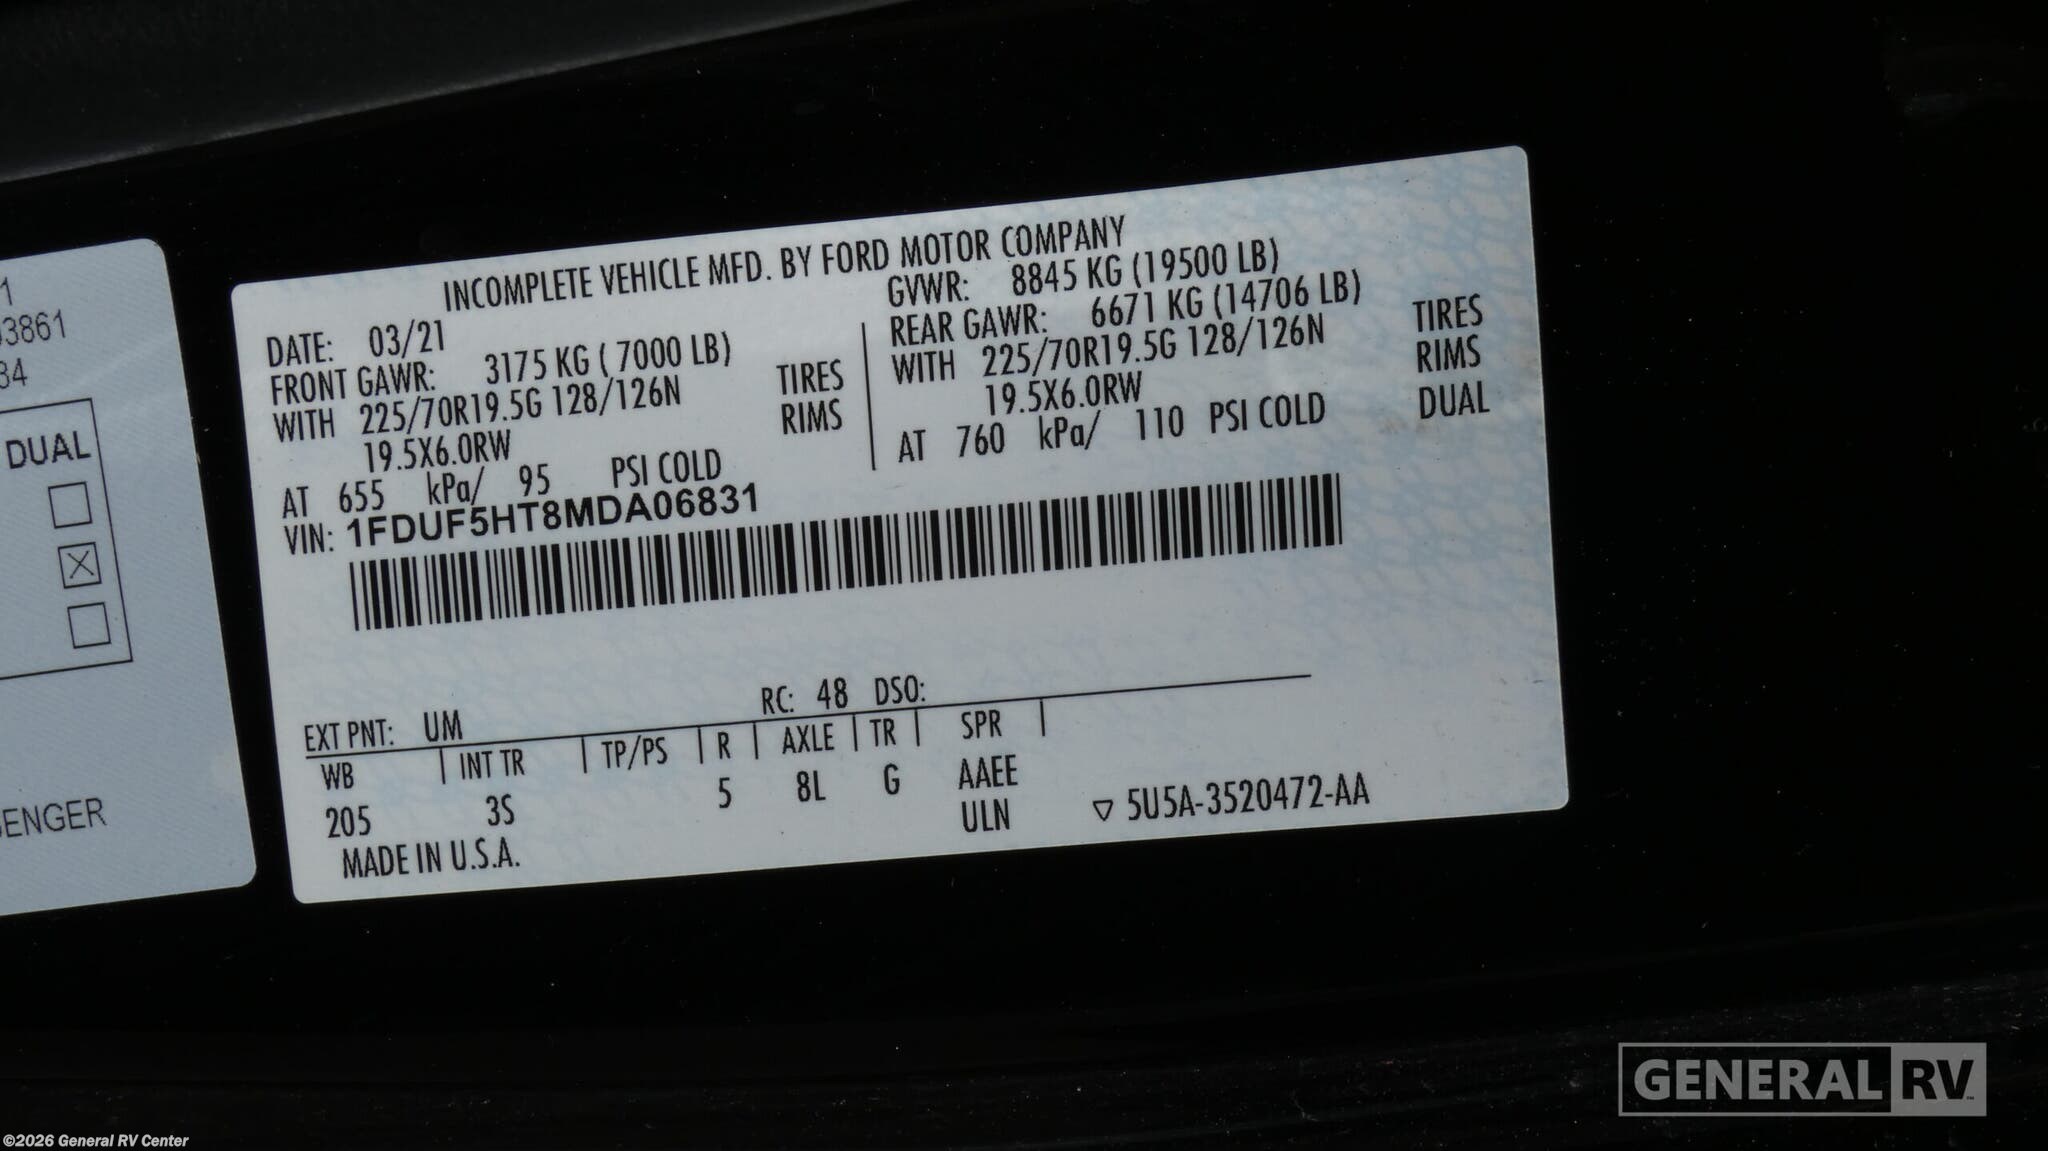 1
03861
34
DUAL
ENGER
INCOMPLETE VEHICLE MFD. BY FORD MOTOR COMPANY
DATE: 03/21
GVWR: 8845 KG (19500 LB)
FRONT GAWR: 3175 KG ( 7000 LB)
REAR GAWR: 6671 KG (14706 LB)
WITH 225/70R19.5G 128/126N TIRES
WITH 225/70R19.5G 128/126N TIRES
19.5X6.0RW RIMS
19.5X6.0RW RIMS
AT 655 kPa/ 95 PSI COLD
AT 760 kPa/ 110 PSI COLD DUAL
VIN: 1FDUF5HT8MDA06831
EXT PNT: UM RC: 48 DSO:
WB INT TR TP/PS R AXLE TR SPR
205 3S 5 8L G AAEE
ULN ▽ 5U5A-3520472-AA
MADE IN U.S.A.
GENERAL RV
©2026 General RV Center